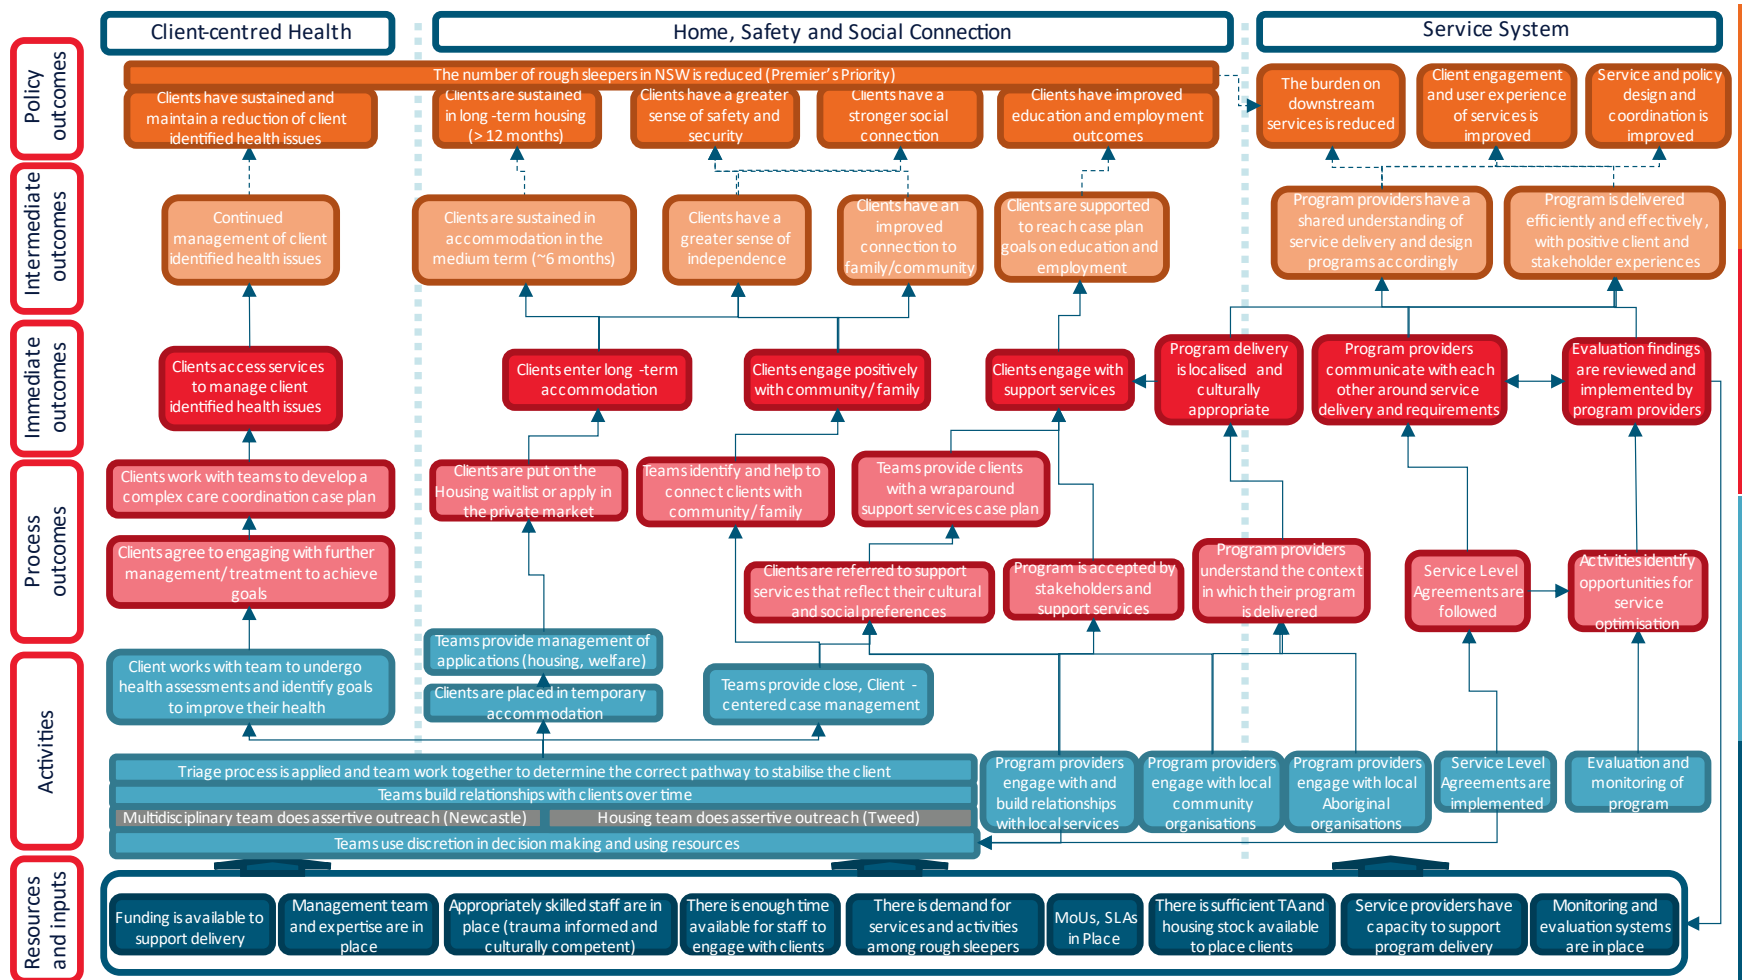 Client-centred Health
Home, Safety and Social Connection
Service System
Policy
outcomes
The number of rough sleepers in NSW is reduced (Premier's Priority)
Clients have sustained and
maintain a reduction of client
identified health issues
Clients are sustained
in long -term housing
(> 12 months)
Clients have a greater
sense of safety and
security
Clients have a
stronger social
connection
Clients have improved
education and employment
outcomes
The burden on
downstream
services is reduced
Client engagement
and user experience
of services is
improved
Service and policy
design and
coordination is
improved
Intermediate
outcomes
Continued
management of client
identified health issues
Clients are sustained in
accommodation in the
medium term (~6 months)
Clients have a
greater sense of
independence
Clients have an
improved
connection to
family/community
Clients are supported
to reach case plan
goals on education and
employment
Program providers have a
shared understanding of
service delivery and design
programs accordingly
Program is delivered
efficiently and effectively,
with positive client and
stakeholder experiences
Immediate
outcomes
Clients access services
to manage client
identified health issues
Clients enter long -term
accommodation
Clients engage positively
with community/ family
Clients engage with
support services
Program delivery
is localised and
culturally
appropriate
Program providers
communicate with each
other around service
delivery and requirements
Evaluation findings
are reviewed and
implemented by
program providers
Process
outcomes
Clients work with teams to develop a
complex care coordination case plan
Clients agree to engaging with further
management/ treatment to achieve
goals
Clients are put on the
Housing waitlist or apply in
the private market
Teams identify and help to
connect clients with
community/ family
Teams provide clients
with a wraparound
support services case plan
Clients are referred to support
services that reflect their cultural
and social preferences
Program is accepted by
stakeholders and
support services
Program providers
understand the context
in which their program
is delivered
Service Level
Agreements are
followed
Activities identify
opportunities for
service
optimisation
Activities
Client works with team to undergo
health assessments and identify goals
to improve their health
Teams provide management of
applications (housing, welfare)
Clients are placed in temporary
accommodation
Teams provide close, Client -
centered case management
Triage process is applied and team work together to determine the correct pathway to stabilise the client
Teams build relationships with clients over time
Multidisciplinary team does assertive outreach (Newcastle)
Housing team does assertive outreach (Tweed)
Teams use discretion in decision making and using resources
Program providers
engage with and
build relationships
with local services
Program providers
engage with local
community
organisations
Program providers
engage with local
Aboriginal
organisations
Service Level
Agreements are
implemented
Evaluation and
monitoring of
program
Resources
and inputs
Funding is available to
support delivery
Management team
and expertise are in
place
Appropriately skilled staff are in
place (trauma informed and
culturally competent)
There is enough time
available for staff to
engage with clients
There is demand for
services and activities
among rough sleepers
MoUs, SLAs
in Place
There is sufficient TA and
housing stock available
to place clients
Service providers have
capacity to support
program delivery
Monitoring and
evaluation systems
are in place